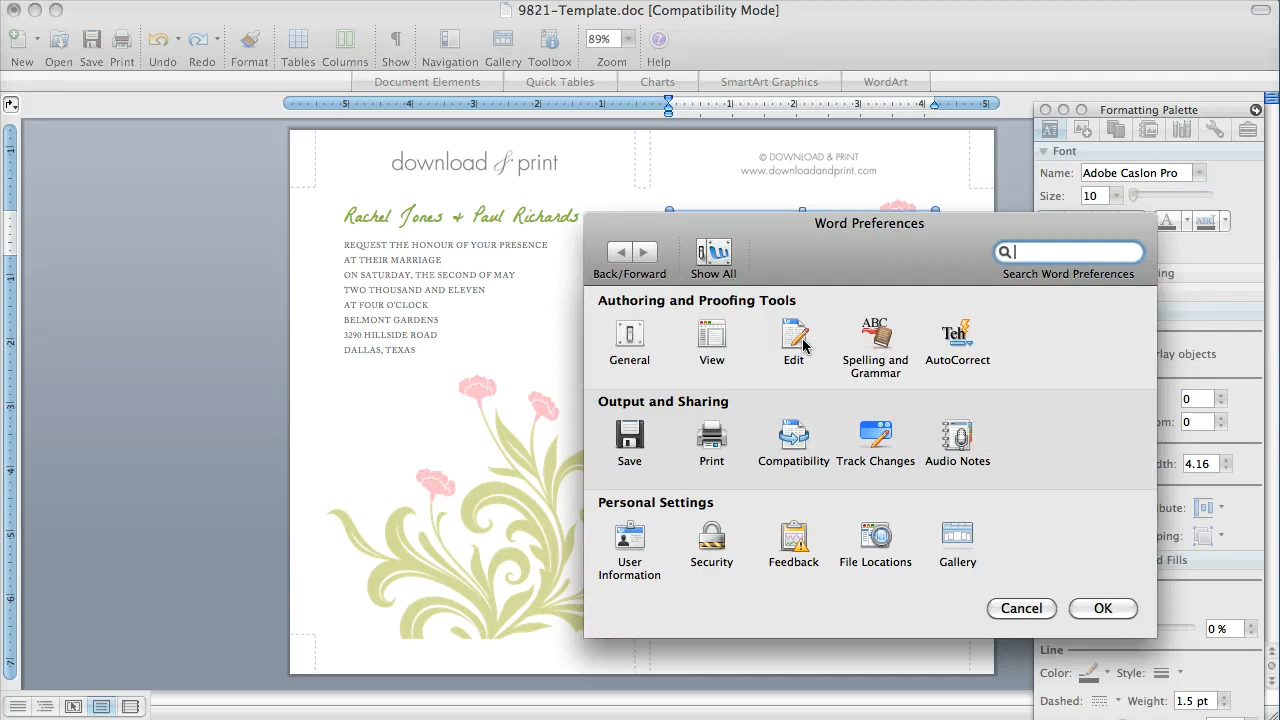 9821-Template.doc [Compatibility Mode]
New Open Save Print Undo Redo Format Tables Columns Show Navigation Gallery Toolbox Zoom Help
89%
Document Elements Quick Tables Charts SmartArt Graphics WordArt
Formatting Palette
Font
Name: Adobe Caslon Pro
Size: 10
download & print
© DOWNLOAD & PRINT
www.downloadandprint.com
Rachel Jones & Paul Richards
REQUEST THE HONOUR OF YOUR PRESENCE
AT THEIR MARRIAGE
ON SATURDAY, THE SECOND OF MAY
TWO THOUSAND AND ELEVEN
AT FOUR O'CLOCK
BELMONT GARDENS
3290 HILLSIDE ROAD
DALLAS, TEXAS
Word Preferences
Back/Forward Show All
Search Word Preferences
Authoring and Proofing Tools
General View Edit Spelling and Grammar AutoCorrect
ABC
Teh
Output and Sharing
Save Print Compatibility Track Changes Audio Notes
Personal Settings
User Information Security Feedback File Locations Gallery
Cancel OK
objects
0
0
4.16
Fills
0 %
Line
Color: Style:
Dashed: Weight: 1.5 pt